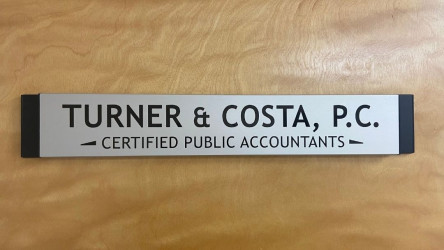 TURNER & COSTA, P.C.
CERTIFIED PUBLIC ACCOUNTANTS